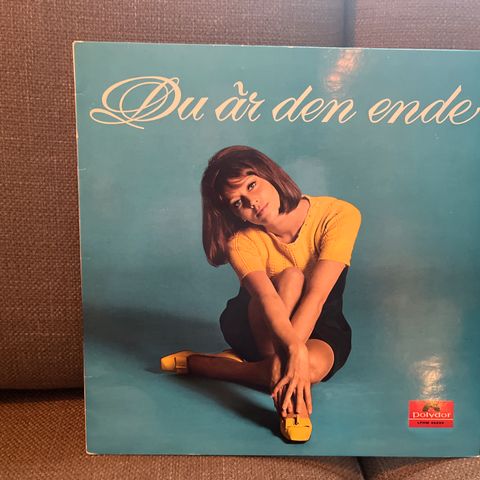 Du är den ende
polydor